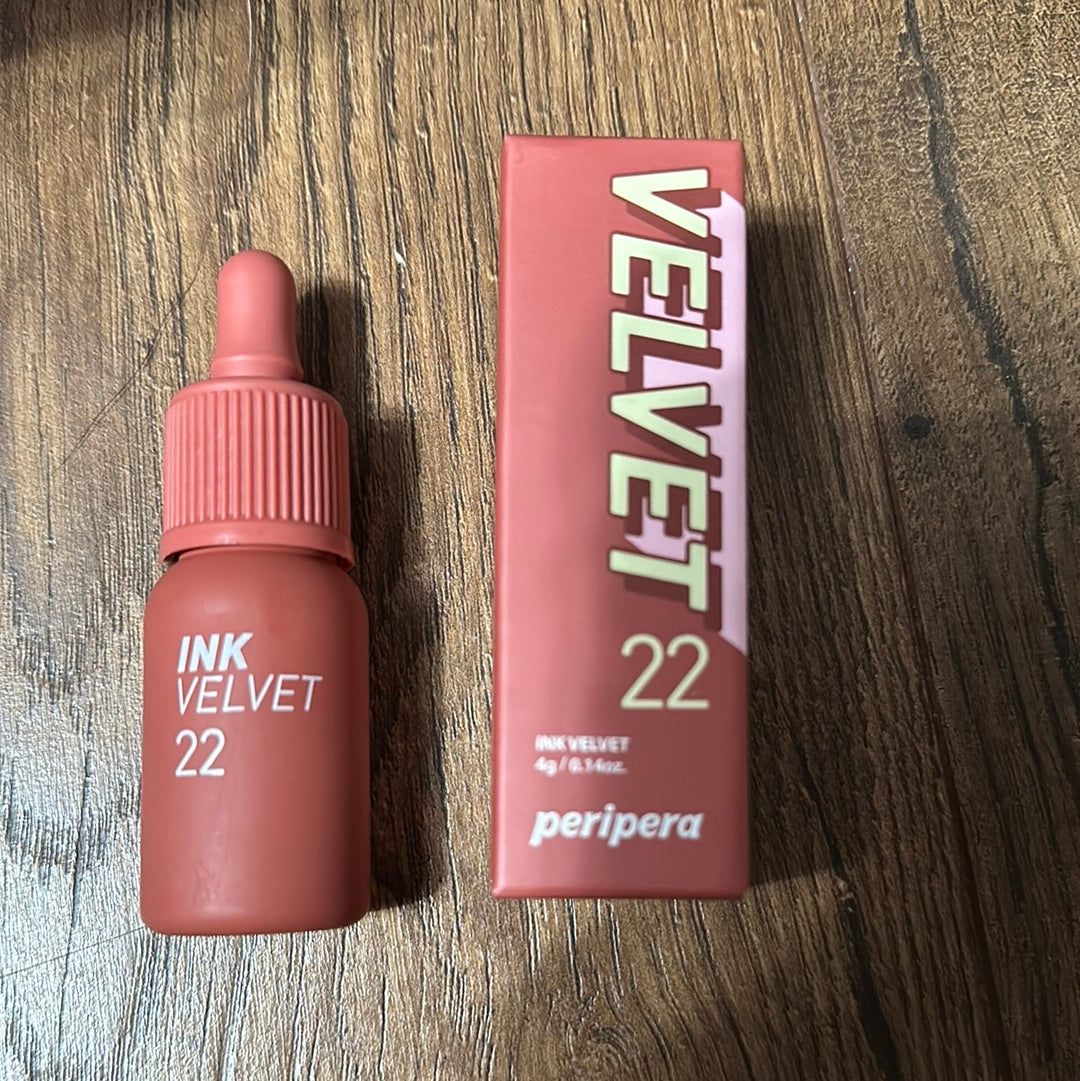 INK
VELVET
22
VELVET
22
INK VELVET
4g / 0.14oz.
peripera